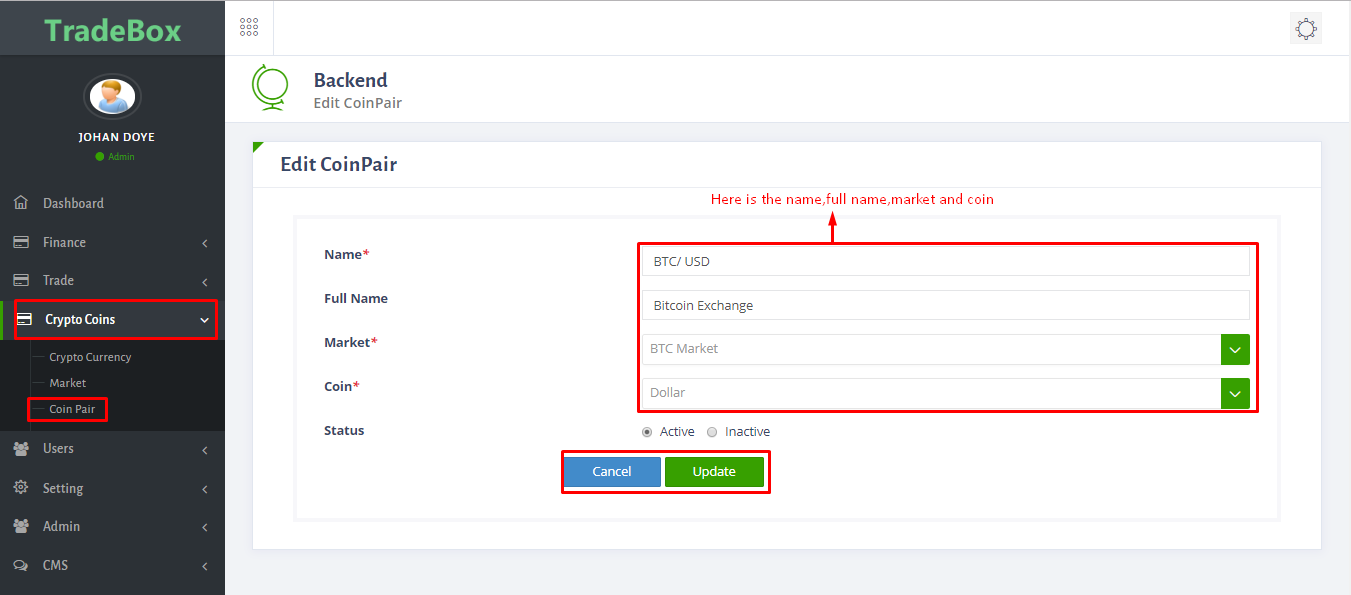 TradeBox
JOHAN DOYE
Admin
Dashboard
Finance
Trade
Crypto Coins
Crypto Currency
Market
Coin Pair
Users
Setting
Admin
CMS
Backend
Edit CoinPair
Edit CoinPair
Here is the name,full name,market and coin
Name* BTC/ USD
Full Name Bitcoin Exchange
Market* BTC Market
Coin* Dollar
Status Active Inactive
Cancel Update